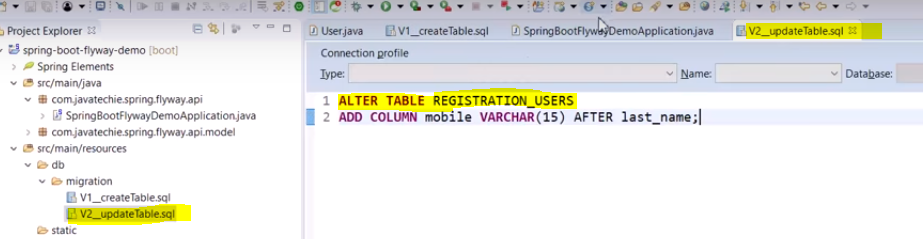 User.java
V1__createTable.sql
SpringBootFlywayDemoApplication.java
V2__updateTable.sql
Project Explorer
spring-boot-flyway-demo [boot]
Spring Elements
src/main/java
com.javatechie.spring.flyway.api
SpringBootFlywayDemoApplication.java
com.javatechie.spring.flyway.api.model
src/main/resources
db
migration
V1__createTable.sql
V2__updateTable.sql
static
Connection profile
Type:
Name:
Database:
1 ALTER TABLE REGISTRATION_USERS
2 ADD COLUMN mobile VARCHAR(15) AFTER last_name;